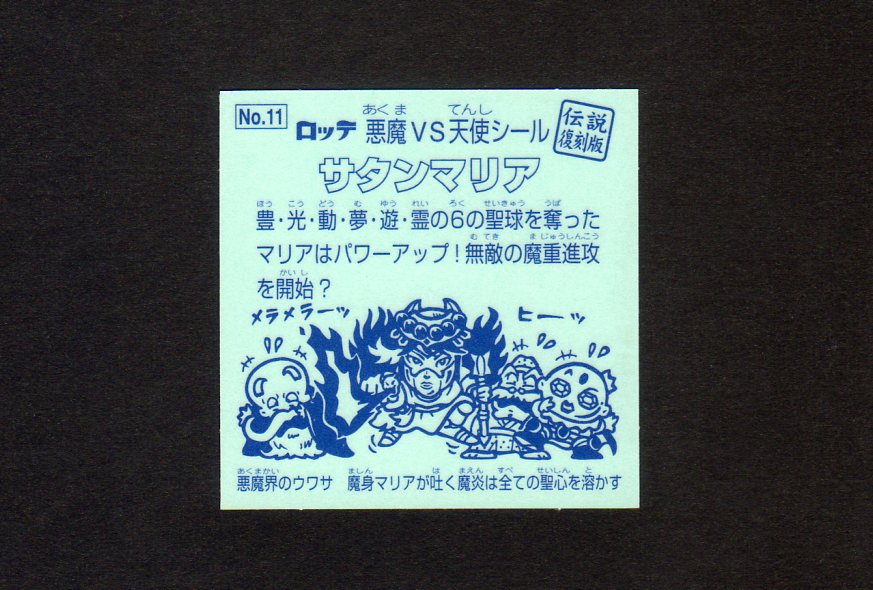 No.11
ロッテ 悪魔VS天使シール
あくま てんし
伝説
復刻版
サタンマリア
ほう こう どう む ゆう れい ろく せいきゅう うば
豊・光・動・夢・遊・霊の6の聖球を奪った
むてき まじゅうしんこう
マリアはパワーアップ!無敵の魔重進攻
かいし
を開始?
メラメラーッ
ヒーッ
あくまかい ましん は まえん すべ せいしん と
悪魔界のウワサ 魔身マリアが吐く魔炎は全ての聖心を溶かす